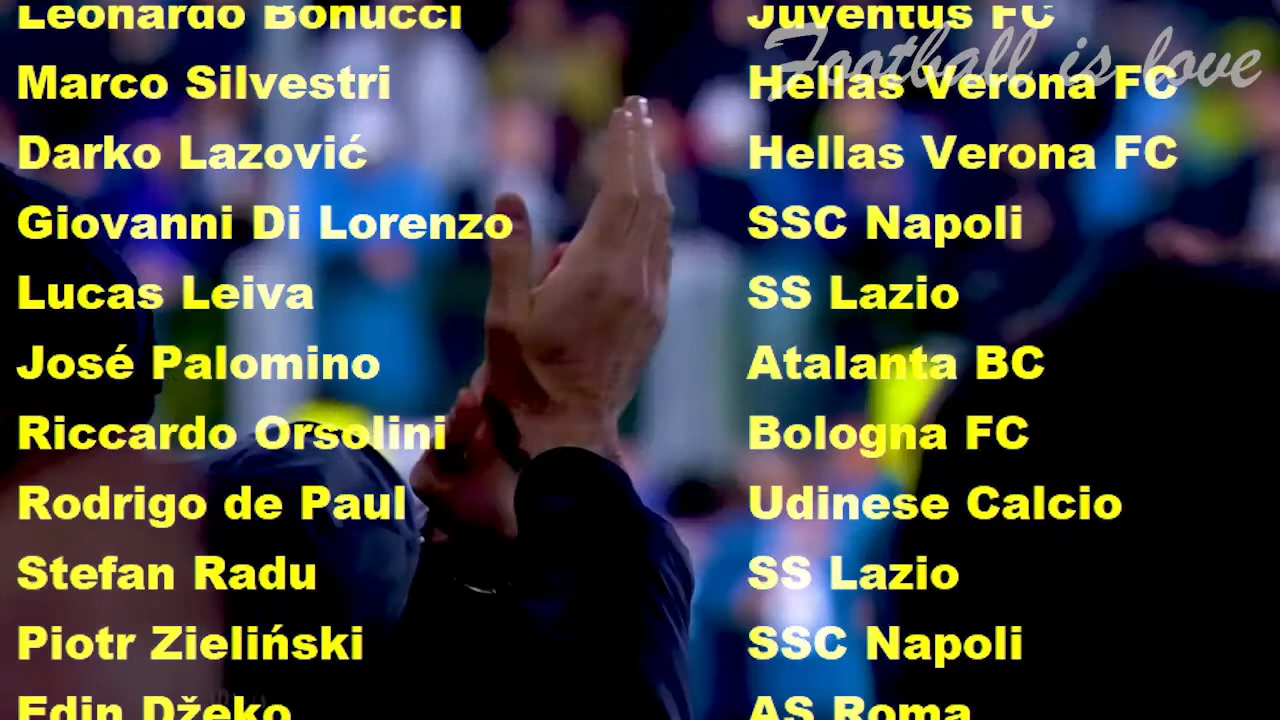 Leonardo Bonucci Juventus FC
Football is love
Marco Silvestri Hellas Verona FC
Darko Lazović Hellas Verona FC
Giovanni Di Lorenzo SSC Napoli
Lucas Leiva SS Lazio
José Palomino Atalanta BC
Riccardo Orsolini Bologna FC
Rodrigo de Paul Udinese Calcio
Stefan Radu SS Lazio
Piotr Zieliński SSC Napoli
Edin Džeko AS Roma